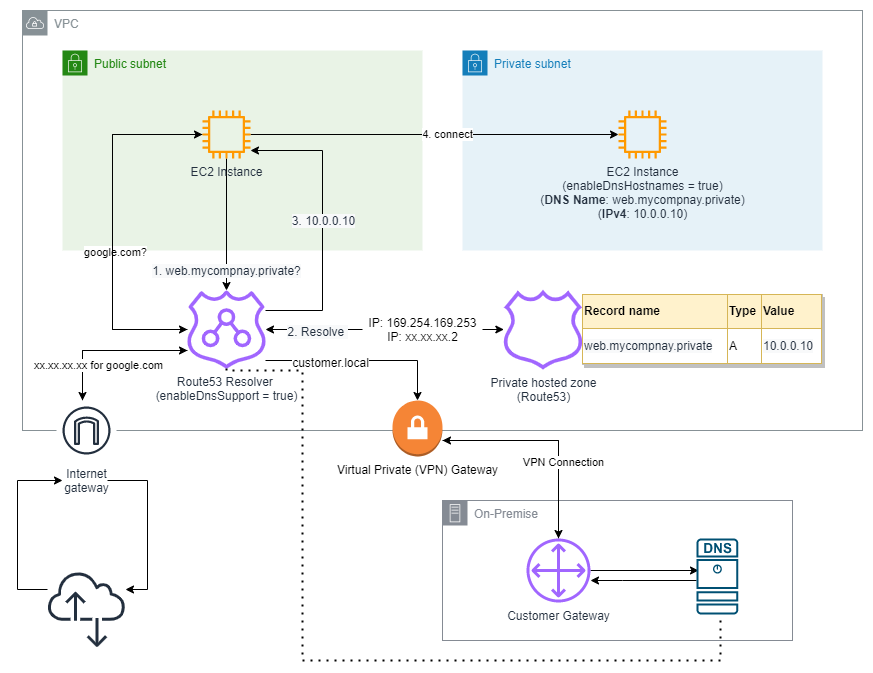 VPC
Public subnet
Private subnet
4. connect
EC2 Instance
EC2 Instance
(enableDnsHostnames = true)
(DNS Name: web.mycompnay.private)
(IPv4: 10.0.0.10)
3. 10.0.0.10
google.com?
1. web.mycompnay.private?
Record name Type Value
web.mycompnay.private A 10.0.0.10
2. Resolve
IP: 169.254.169.253
IP: xx.xx.xx.2
xx.xx.xx.xx for google.com
customer.local
Route53 Resolver
(enableDnsSupport = true)
Private hosted zone
(Route53)
Internet
gateway
Virtual Private (VPN) Gateway
VPN Connection
On-Premise
DNS
Customer Gateway